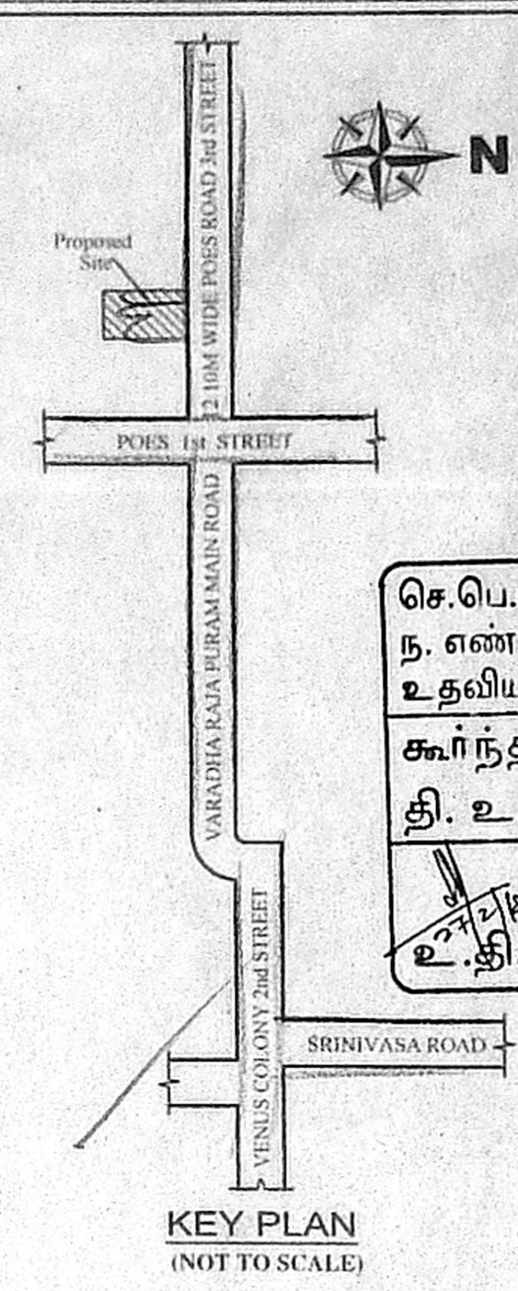 N
Proposed
Site
12 10M WIDE POES ROAD 3rd STREET
POES 1st STREET
VARADHA RAJA PURAM MAIN ROAD
செ.பெ.
ந. எண்
உதவிய
கூர்ந்த
தி. உ
உ.தி
VENUS COLONY 2nd STREET
SRINIVASA ROAD
KEY PLAN
(NOT TO SCALE)